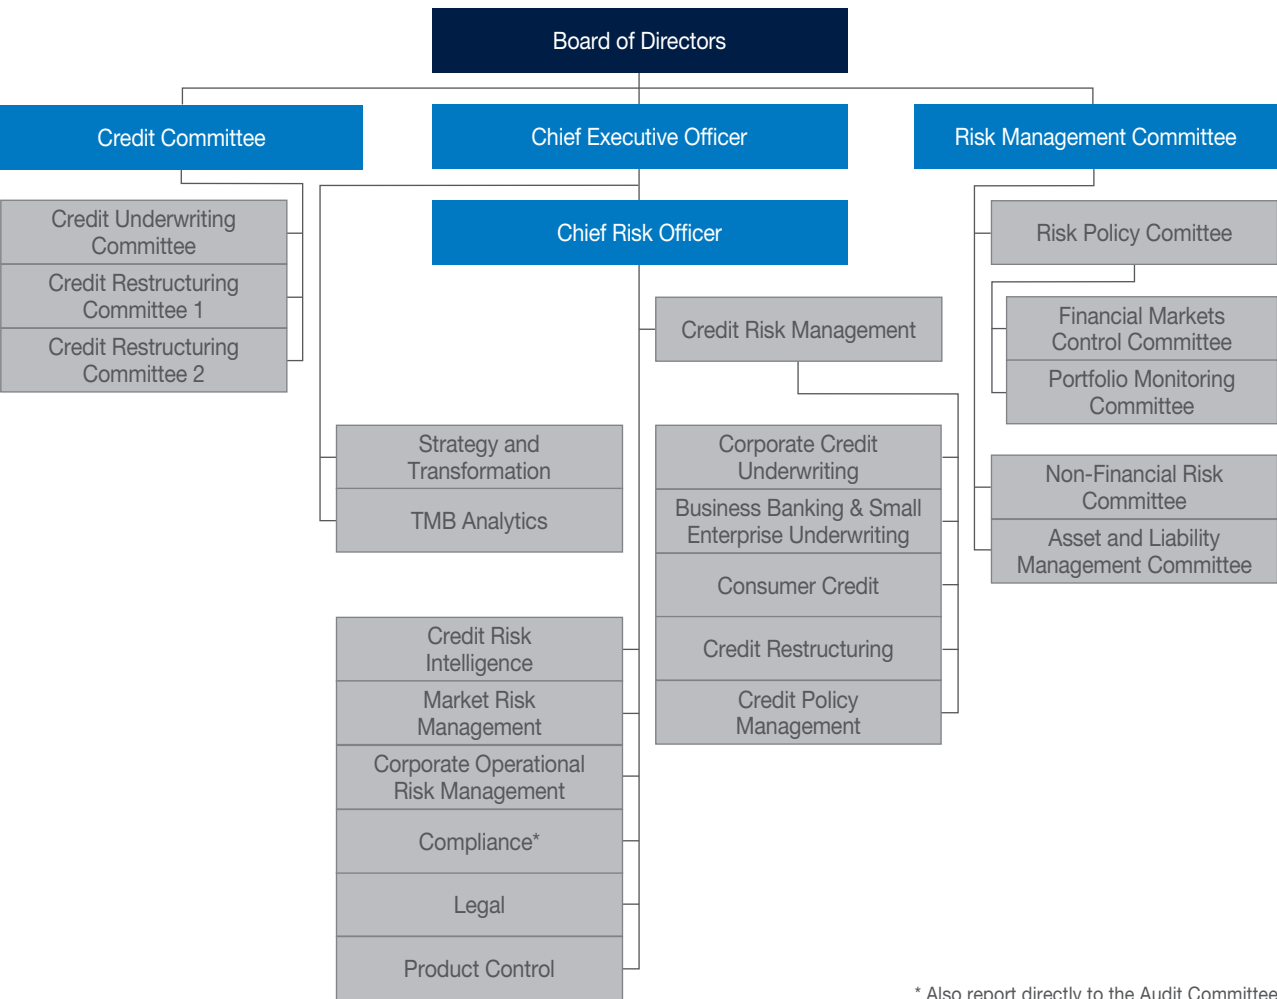 Board of Directors
Credit Committee
Chief Executive Officer
Risk Management Committee
Credit Underwriting
Committee
Credit Restructuring
Committee 1
Credit Restructuring
Committee 2
Chief Risk Officer
Risk Policy Comittee
Financial Markets
Control Committee
Portfolio Monitoring
Committee
Non-Financial Risk
Committee
Asset and Liability
Management Committee
Credit Risk Management
Strategy and
Transformation
TMB Analytics
Corporate Credit
Underwriting
Business Banking & Small
Enterprise Underwriting
Consumer Credit
Credit Restructuring
Credit Policy
Management
Credit Risk
Intelligence
Market Risk
Management
Corporate Operational
Risk Management
Compliance*
Legal
Product Control
* Also report directly to the Audit Committee